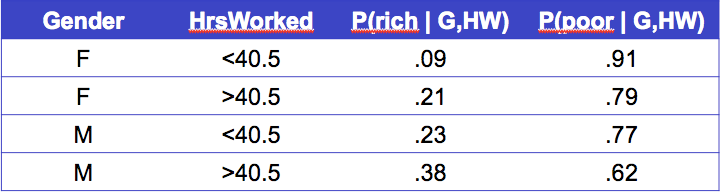 Gender HrsWorked P(rich | G,HW) P(poor | G,HW)
F <40.5 .09 .91
F >40.5 .21 .79
M <40.5 .23 .77
M >40.5 .38 .62